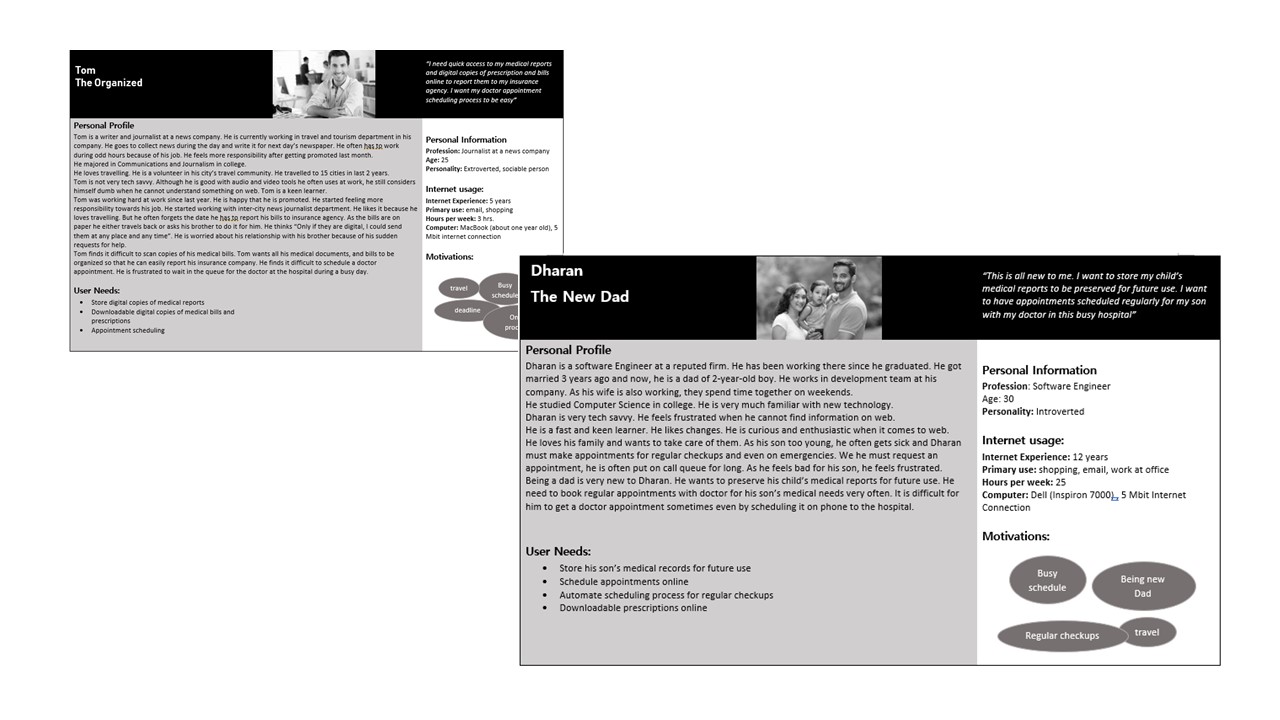 Tom
The Organized
“I need quick access to my medical reports
and digital copies of prescription and bills
online to report them to my insurance
agency. I want my doctor appointment
scheduling process to be easy”
Personal Profile
Tom is a writer and journalist at a news company. He is currently working in travel and tourism department in his
company. He goes to collect news during the day and write it for next day’s newspaper. He often has to work
during odd hours because of his job. He feels more responsibility after getting promoted last month.
He majored in Communications and Journalism in college.
He loves travelling. He is a volunteer in his city’s travel community. He travelled to 15 cities in last 2 years.
Tom is not very tech savvy. Although he is good with audio and video tools he often uses at work, he still considers
himself dumb when he cannot understand something on web. Tom is a keen learner.
Tom was working hard at work since last year. He is happy that he is promoted. He started feeling more
responsibility towards his job. He started working with inter-city news journalist department. He likes it because he
loves travelling. But he often forgets the date he has to report his bills to insurance agency. As the bills are on
paper he either travels back or asks his brother to do it for him. He thinks “Only if they are digital, I could send
them at any place and any time”. He is worried about his relationship with his brother because of his sudden
requests for help.
Tom finds it difficult to scan copies of his medical bills. Tom wants all his medical documents, and bills to be
organized so that he can easily report his insurance company. He finds it difficult to schedule a doctor
appointment. He is frustrated to wait in the queue for the doctor at the hospital during a busy day.
User Needs:
• Store digital copies of medical reports
• Downloadable digital copies of medical bills and
prescriptions
• Appointment scheduling
Personal Information
Profession: Journalist at a news company
Age: 25
Personality: Extroverted, sociable person
Internet usage:
Internet Experience: 5 years
Primary use: email, shopping
Hours per week: 3 hrs.
Computer: MacBook (about one year old), 5
Mbit internet connection
Motivations:
travel
Busy
schedule
deadline
Dharan
The New Dad
“This is all new to me. I want to store my child’s
medical reports to be preserved for future use. I want
to have appointments scheduled regularly for my son
with my doctor in this busy hospital”
Personal Profile
Dharan is a software Engineer at a reputed firm. He has been working there since he graduated. He got
married 3 years ago and now, he is a dad of 2-year-old boy. He works in development team at his
company. As his wife is also working, they spend time together on weekends.
He studied Computer Science in college. He is very much familiar with new technology.
Dharan is very tech savvy. He feels frustrated when he cannot find information on web.
He is a fast and keen learner. He likes changes. He is curious and enthusiastic when it comes to web.
He loves his family and wants to take care of them. As his son too young, he often gets sick and Dharan
must make appointments for regular checkups and even on emergencies. We he must request an
appointment, he is often put on call queue for long. As he feels bad for his son, he feels frustrated.
Being a dad is very new to Dharan. He wants to preserve his child’s medical reports for future use. He
need to book regular appointments with doctor for his son’s medical needs very often. It is difficult for
him to get a doctor appointment sometimes even by scheduling it on phone to the hospital.
User Needs:
• Store his son’s medical records for future use
• Schedule appointments online
• Automate scheduling process for regular checkups
• Downloadable prescriptions online
Personal Information
Profession: Software Engineer
Age: 30
Personality: Introverted
Internet usage:
Internet Experience: 12 years
Primary use: shopping, email, work at office
Hours per week: 25
Computer: Dell (Inspiron 7000), 5 Mbit Internet
Connection
Motivations:
Busy
schedule
Being new
Dad
Regular checkups
travel